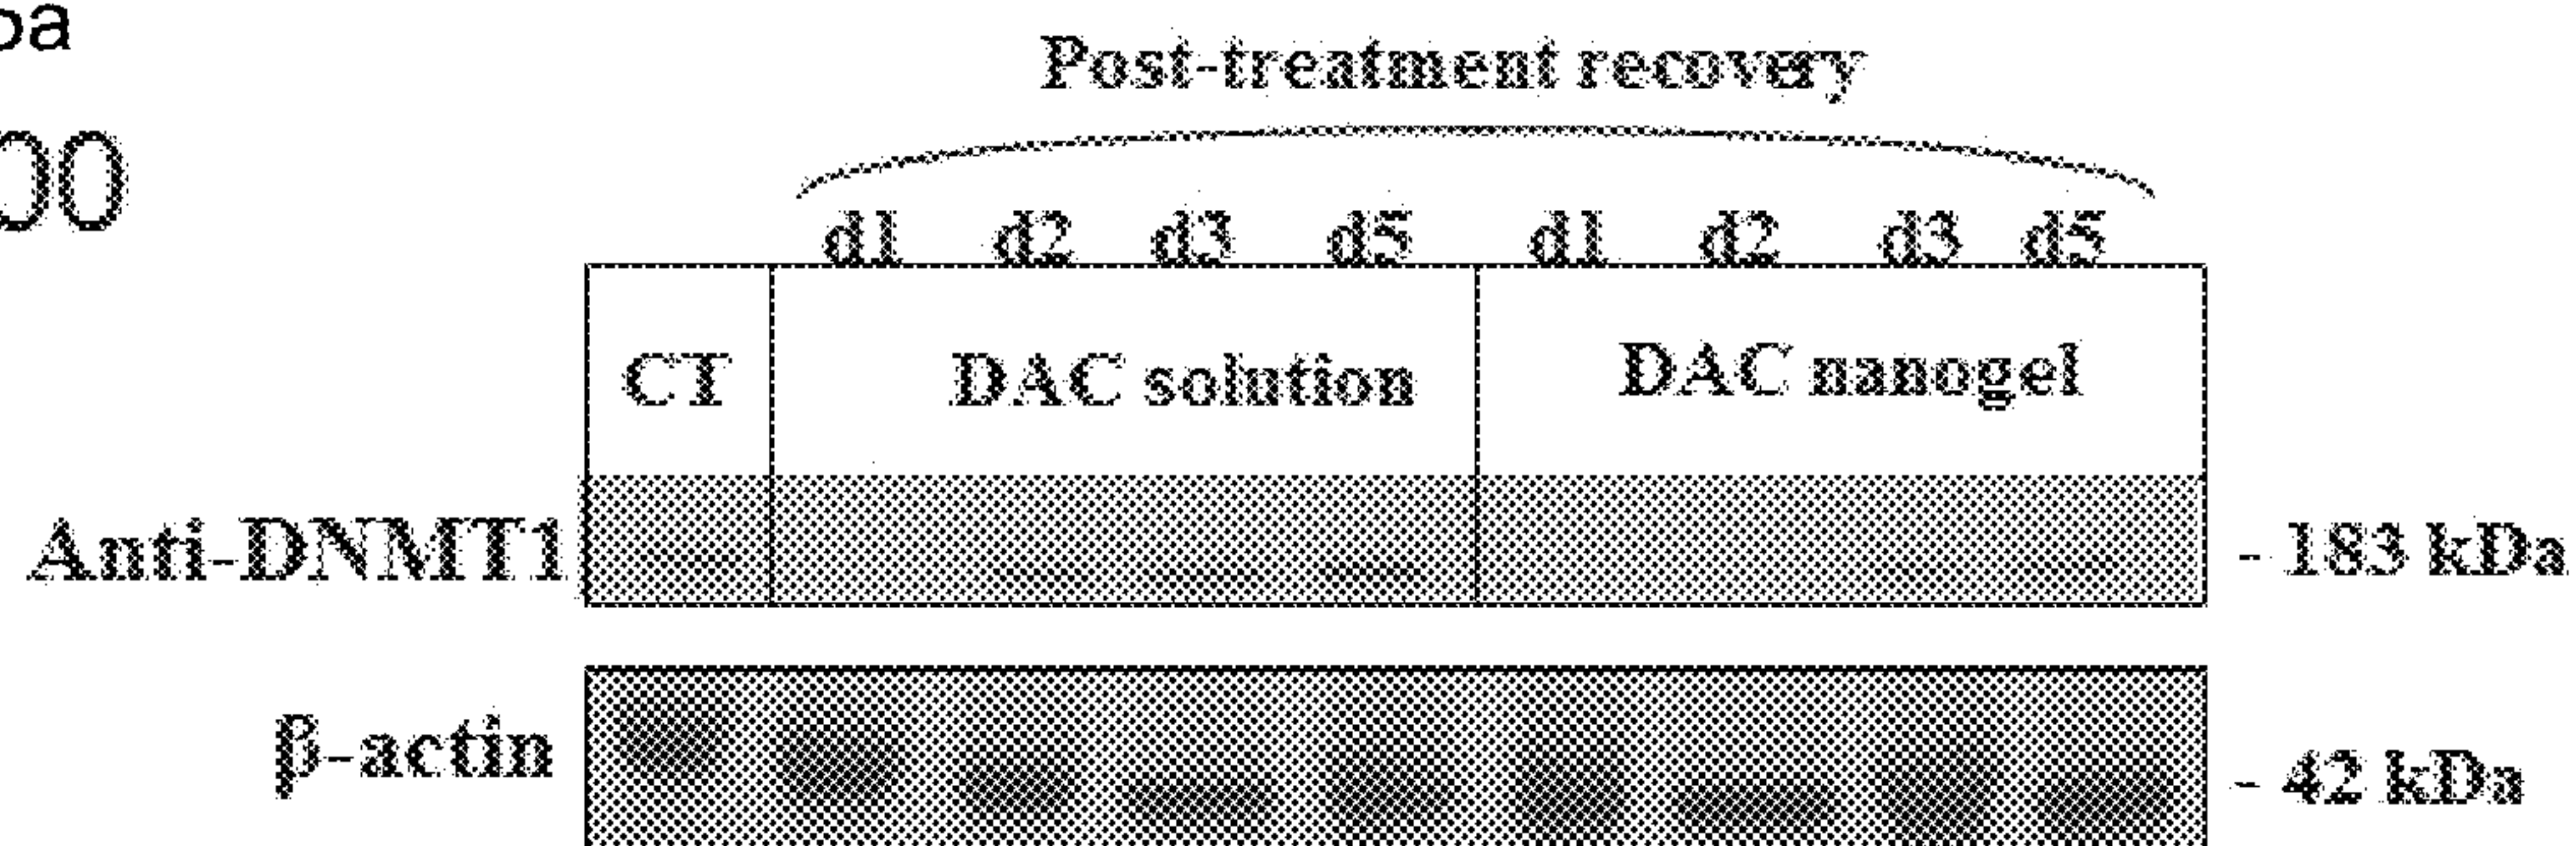 Post-treatment recovery
d1 d2 d3 d5 d1 d2 d3 d5
CT DAC solution DAC nanogel
Anti-DNMT1 - 183 kDa
β-actin - 42 kDa